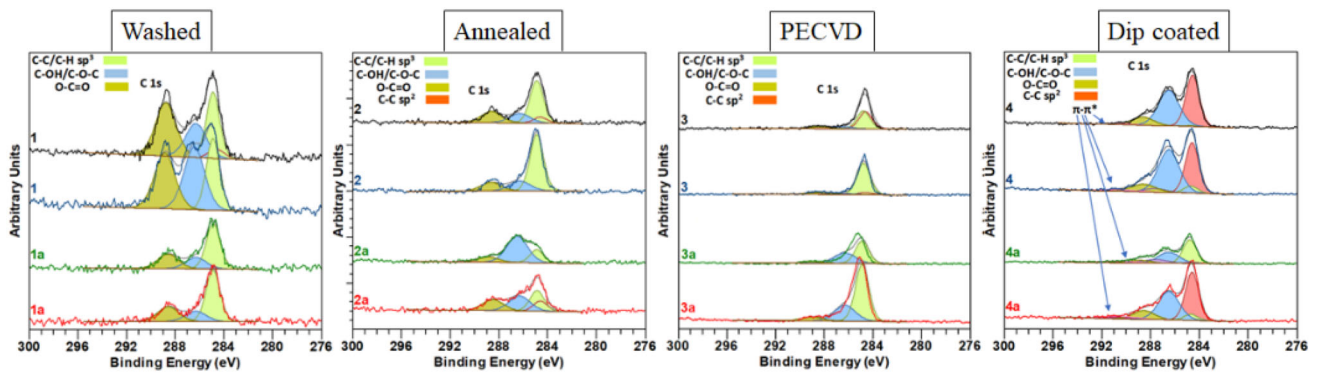 Washed
C-C/C-H sp³
C-OH/C-O-C
O-C=O
C 1s
1
1
1a
1a
Arbitrary Units
300 296 292 288 284 280 276
Binding Energy (eV)
Annealed
C-C/C-H sp³
C-OH/C-O-C
O-C=O
C-C sp²
C 1s
2
2
2a
2a
Arbitrary Units
300 296 292 288 284 280 276
Binding Energy (eV)
PECVD
C-C/C-H sp³
C-OH/C-O-C
O-C=O
C-C sp²
C 1s
3
3
3a
3a
Arbitrary Units
300 296 292 288 284 280 276
Binding Energy (eV)
Dip coated
C-C/C-H sp³
C-OH/C-O-C
O-C=O
C-C sp²
C 1s
π-π*
4
4
4a
4a
Arbitrary Units
300 296 292 288 284 280 276
Binding Energy (eV)